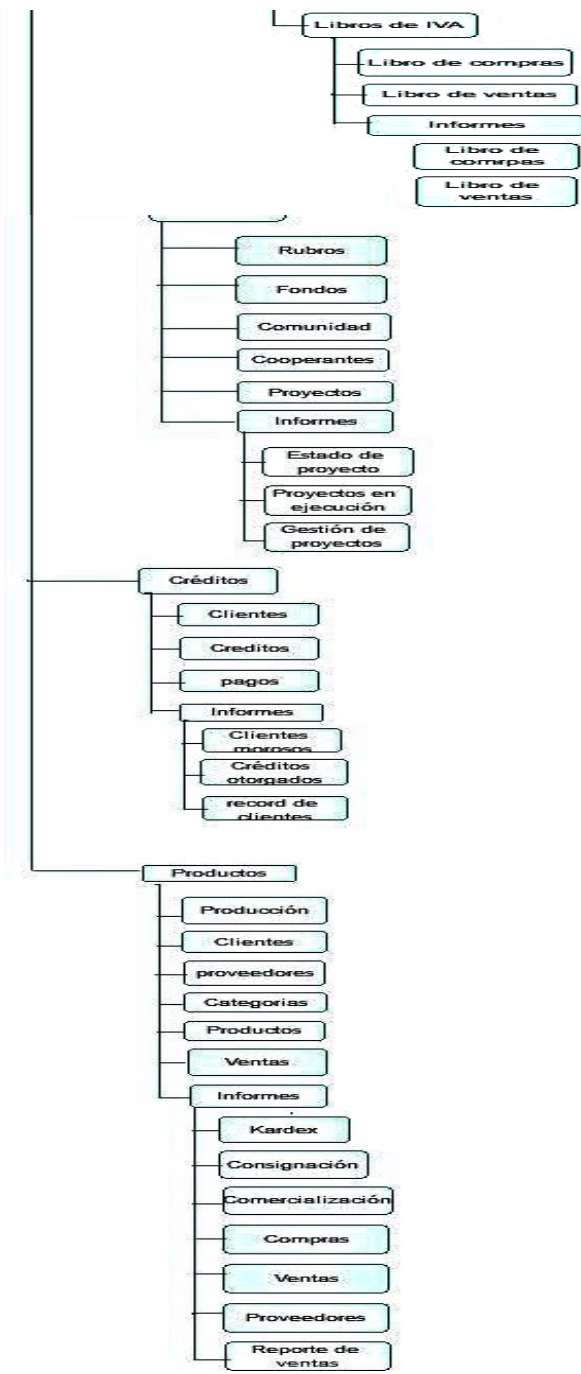 Libros de IVA
Libro de compras
Libro de ventas
Informes
Libro de
comrpas
Libro de
ventas
Rubros
Fondos
Comunidad
Cooperantes
Proyectos
Informes
Estado de
proyecto
Proyectos en
ejecución
Gestión de
proyectos
Créditos
Clientes
Creditos
pagos
Informes
Clientes
morosos
Créditos
otorgados
record de
clientes
Productos
Producción
Clientes
proveedores
Categorias
Productos
Ventas
Informes
Kardex
Consignación
Comercialización
Compras
Ventas
Proveedores
Reporte de
ventas